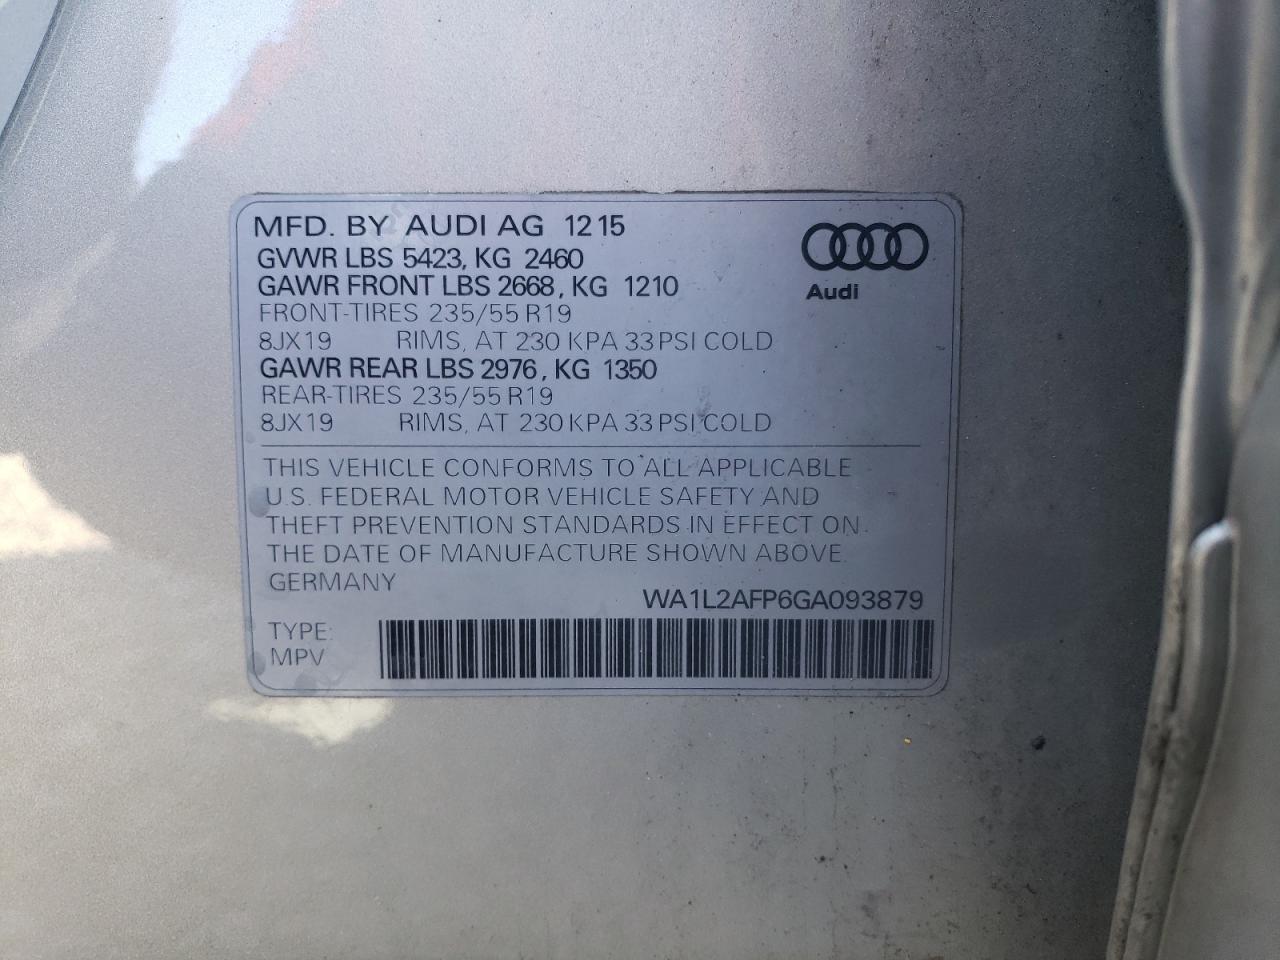 MFD. BY AUDI AG 1215
GVWR LBS 5423, KG 2460
GAWR FRONT LBS 2668, KG 1210
FRONT-TIRES 235/55 R19
8JX19 RIMS, AT 230 KPA 33 PSI COLD
GAWR REAR LBS 2976, KG 1350
REAR-TIRES 235/55 R19
8JX19 RIMS, AT 230 KPA 33 PSI COLD
Audi
THIS VEHICLE CONFORMS TO ALL APPLICABLE
U.S. FEDERAL MOTOR VEHICLE SAFETY AND
THEFT PREVENTION STANDARDS IN EFFECT ON
THE DATE OF MANUFACTURE SHOWN ABOVE.
GERMANY
WA1L2AFP6GA093879
TYPE:
MPV